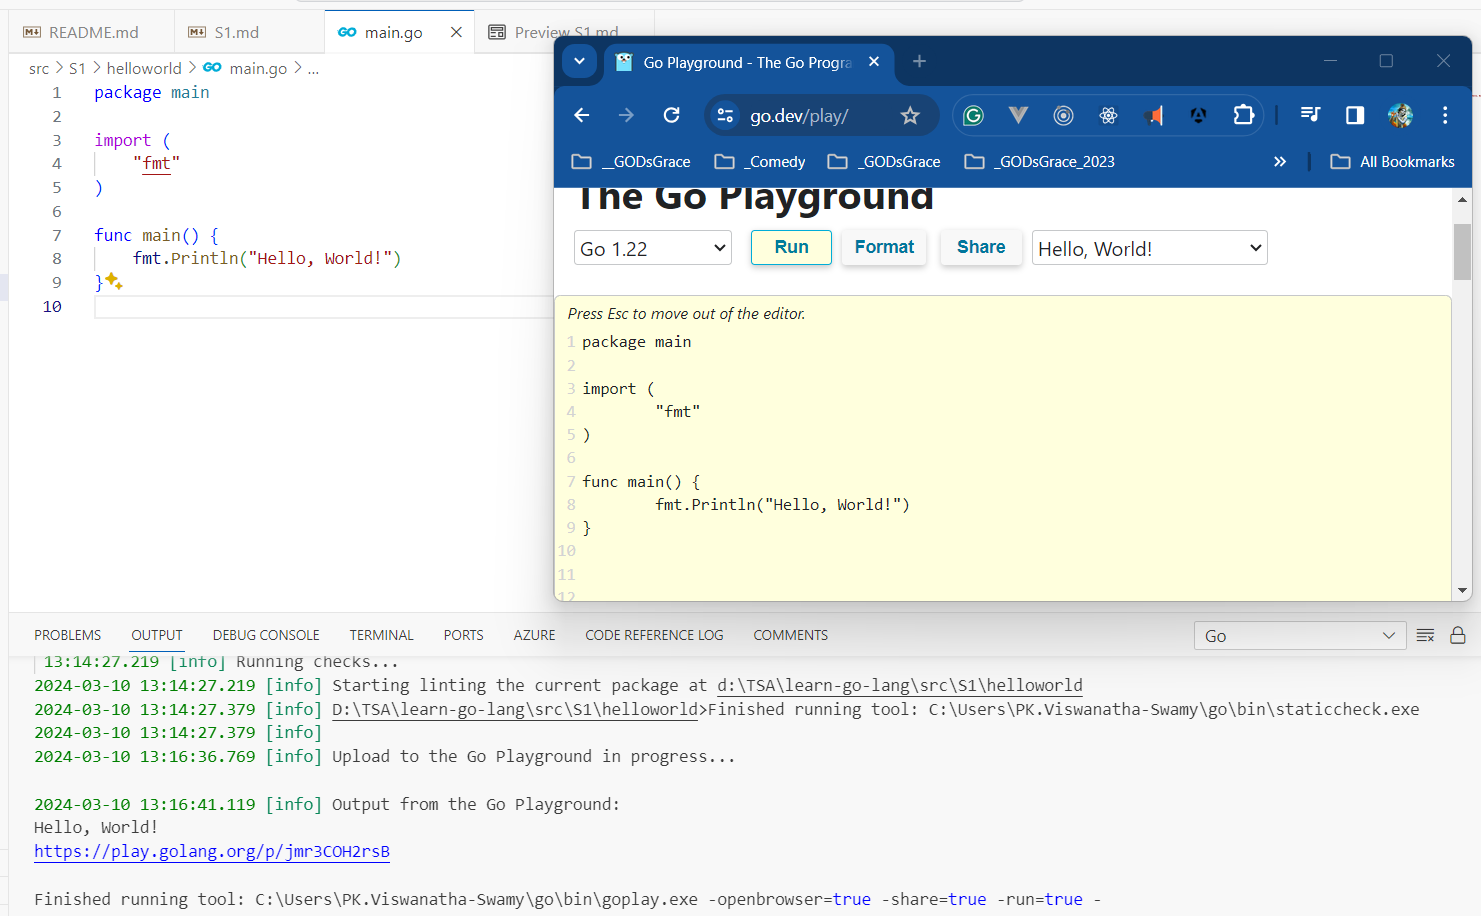 README.md
S1.md
main.go
Preview S1.md
src > S1 > helloworld > main.go > ...
1 package main
2
3 import (
4 "fmt"
5 )
6
7 func main() {
8 fmt.Println("Hello, World!")
9 }
10
Go Playground - The Go Progra
go.dev/play/
__GODsGrace
_Comedy
_GODsGrace
_GODsGrace_2023
»
All Bookmarks
The Go Playground
Go 1.22
Run
Format
Share
Hello, World!
Press Esc to move out of the editor.
1 package main
2
3 import (
4 "fmt"
5 )
6
7 func main() {
8 fmt.Println("Hello, World!")
9 }
10
11
12
PROBLEMS
OUTPUT
DEBUG CONSOLE
TERMINAL
PORTS
AZURE
CODE REFERENCE LOG
COMMENTS
Go
13:14:27.219 [info] Running checks...
2024-03-10 13:14:27.219 [info] Starting linting the current package at d:\TSA\learn-go-lang\src\S1\helloworld
2024-03-10 13:14:27.379 [info] D:\TSA\learn-go-lang\src\S1\helloworld>Finished running tool: C:\Users\PK.Viswanatha-Swamy\go\bin\staticcheck.exe
2024-03-10 13:14:27.379 [info]
2024-03-10 13:16:36.769 [info] Upload to the Go Playground in progress...
2024-03-10 13:16:41.119 [info] Output from the Go Playground:
Hello, World!
https://play.golang.org/p/jmr3COH2rsB
Finished running tool: C:\Users\PK.Viswanatha-Swamy\go\bin\goplay.exe -openbrowser=true -share=true -run=true -